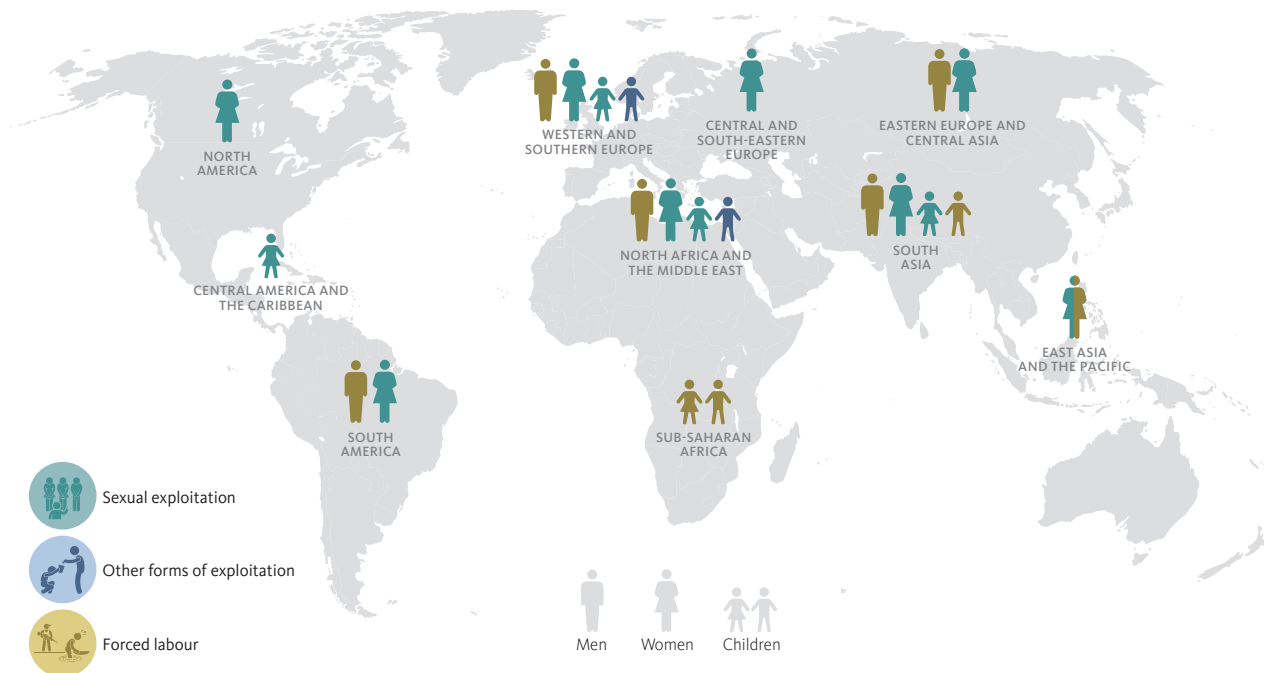 WESTERN AND
SOUTHERN EUROPE
CENTRAL AND
SOUTH-EASTERN
EUROPE
EASTERN EUROPE AND
CENTRAL ASIA
NORTH
AMERICA
NORTH AFRICA AND
THE MIDDLE EAST
SOUTH
ASIA
CENTRAL AMERICA AND
THE CARIBBEAN
EAST ASIA
AND THE PACIFIC
SOUTH
AMERICA
SUB-SAHARAN
AFRICA
Sexual exploitation
Other forms of exploitation
Forced labour
Men
Women
Children